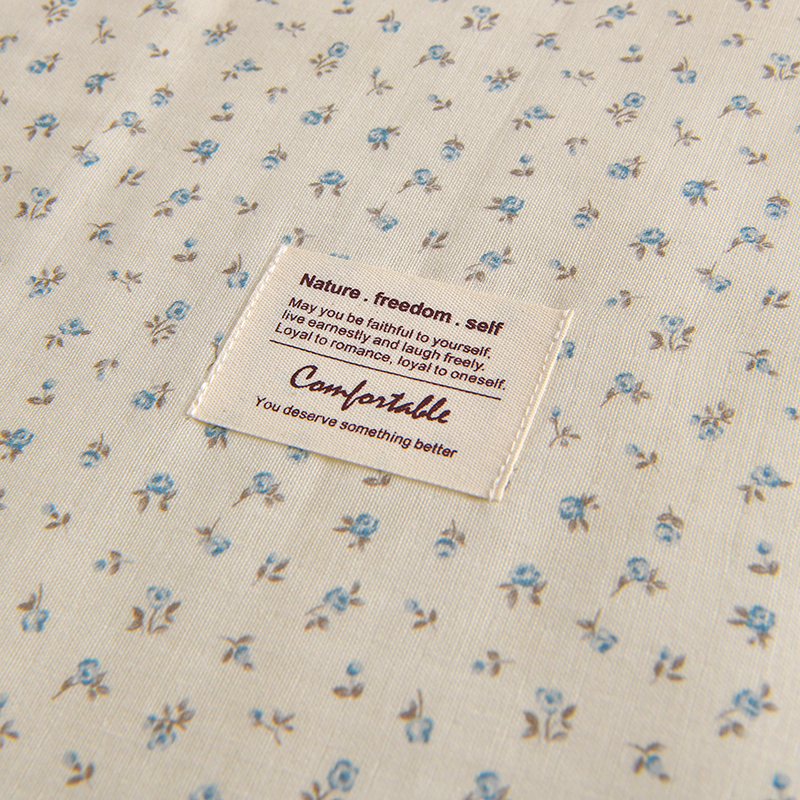 Nature . freedom . self
May you be faithful to yourself,
live earnestly and laugh freely.
Loyal to romance, loyal to oneself.
Comfortable
You deserve something better